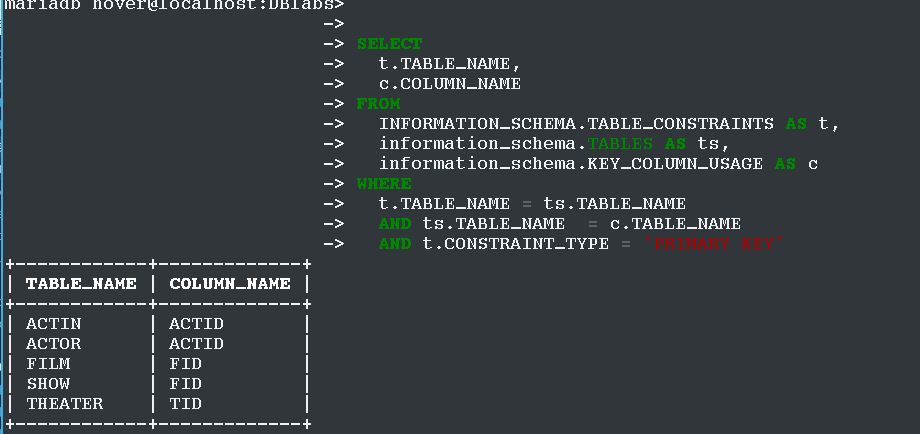 mariadb hover@localhost:DBlabs>
->
-> SELECT
->   t.TABLE_NAME,
->   c.COLUMN_NAME
-> FROM
->   INFORMATION_SCHEMA.TABLE_CONSTRAINTS AS t,
->   information_schema.TABLES AS ts,
->   information_schema.KEY_COLUMN_USAGE AS c
-> WHERE
->   t.TABLE_NAME = ts.TABLE_NAME
->   AND ts.TABLE_NAME  = c.TABLE_NAME
->   AND t.CONSTRAINT_TYPE = 'PRIMARY KEY'
+------------+-------------+
| TABLE_NAME | COLUMN_NAME |
+------------+-------------+
| ACTIN      | ACTID       |
| ACTOR      | ACTID       |
| FILM       | FID         |
| SHOW       | FID         |
| THEATER    | TID         |
+------------+-------------+